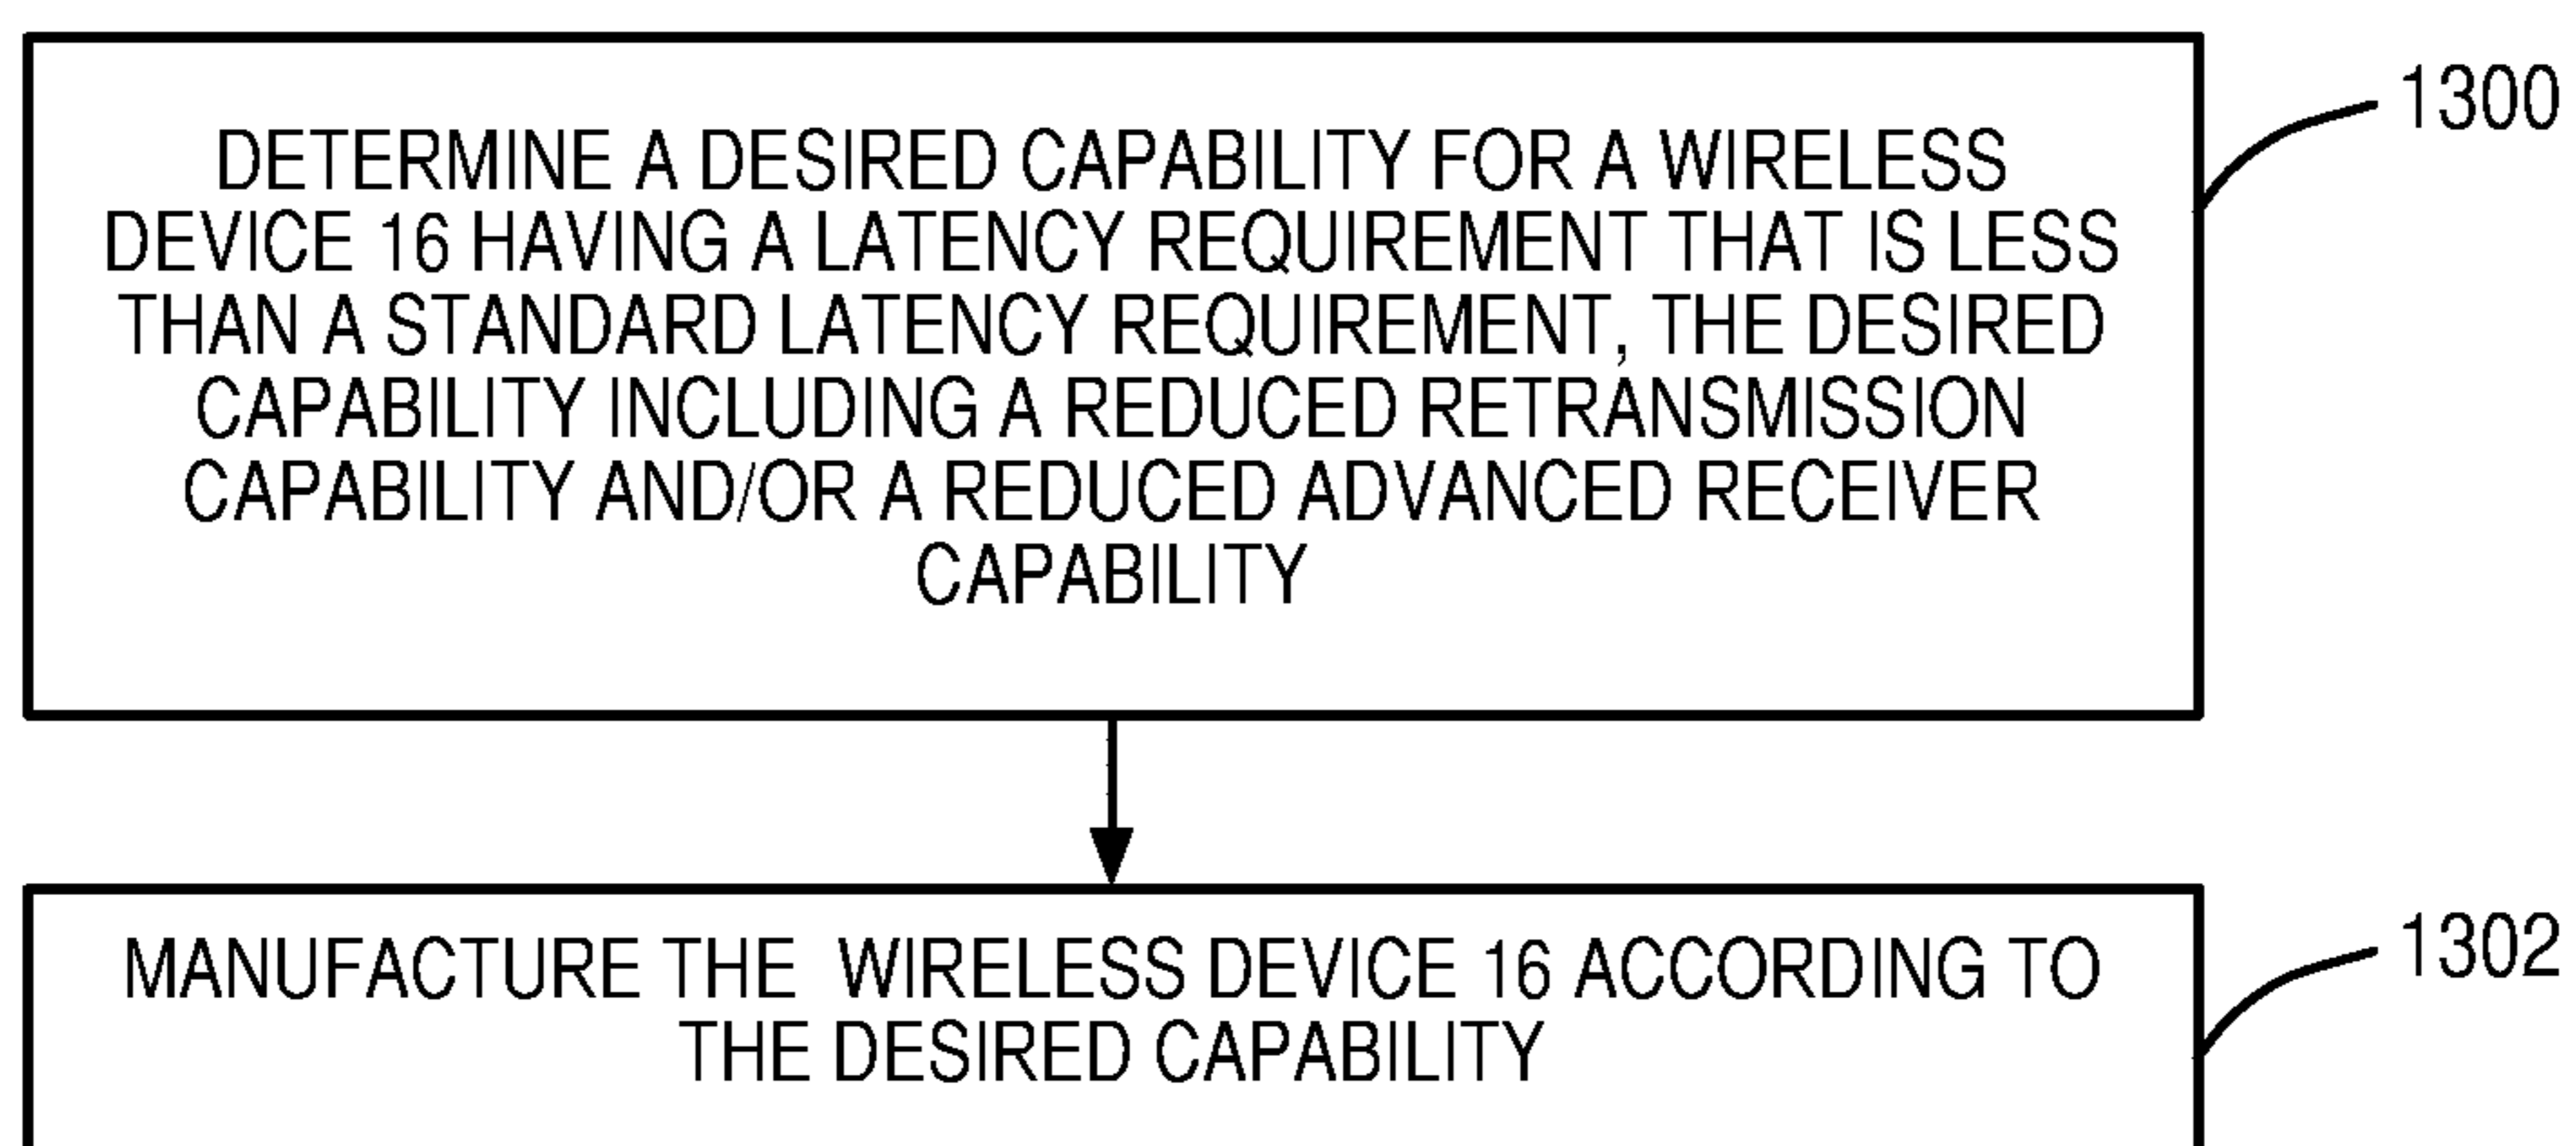 1300
DETERMINE A DESIRED CAPABILITY FOR A WIRELESS
DEVICE 16 HAVING A LATENCY REQUIREMENT THAT IS LESS
THAN A STANDARD LATENCY REQUIREMENT, THE DESIRED
CAPABILITY INCLUDING A REDUCED RETRANSMISSION
CAPABILITY AND/OR A REDUCED ADVANCED RECEIVER
CAPABILITY
1302
MANUFACTURE THE WIRELESS DEVICE 16 ACCORDING TO
THE DESIRED CAPABILITY